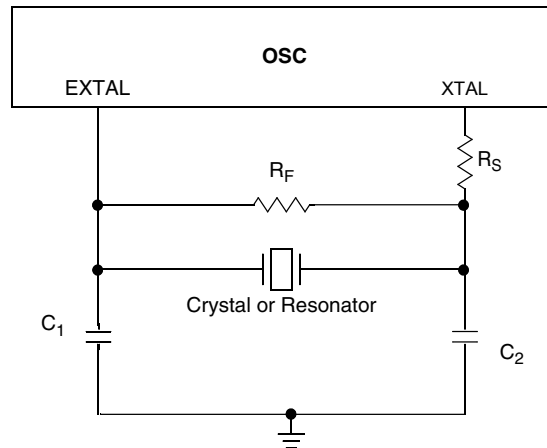 OSC
EXTAL
XTAL
R_S
R_F
Crystal or Resonator
C_1
C_2